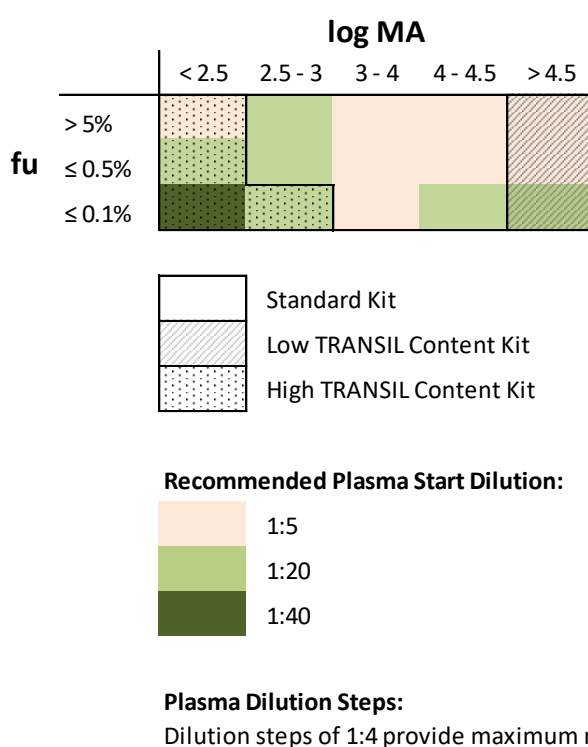 log MA
< 2.5 2.5 - 3 3 - 4 4 - 4.5 > 4.5
> 5%
fu ≤ 0.5%
≤ 0.1%
Standard Kit
Low TRANSIL Content Kit
High TRANSIL Content Kit
Recommended Plasma Start Dilution:
1:5
1:20
1:40
Plasma Dilution Steps:
Dilution steps of 1:4 provide maximum